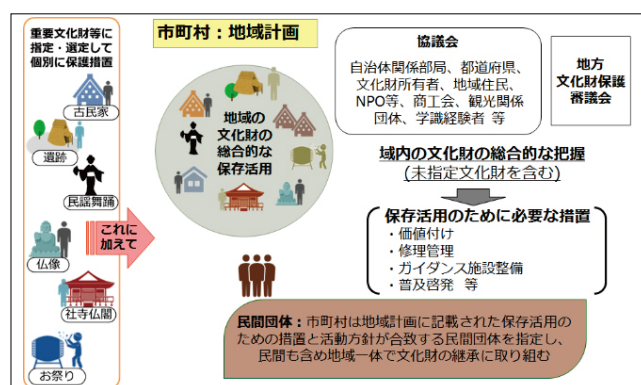 重要文化財等に
指定・選定して
個別に保護措置
古民家
遺跡
民謡舞踊
仏像
社寺仏閣
お祭り
これに
加えて
市町村：地域計画
地域の
文化財の
総合的な
保存活用
協議会
自治体関係部局、都道府県、
文化財所有者、地域住民、
NPO等、商工会、観光関係
団体、学識経験者 等
地方
文化財保護
審議会
域内の文化財の総合的な把握
(未指定文化財を含む)
保存活用のために必要な措置
・価値付け
・修理管理
・ガイダンス施設整備
・普及啓発 等
民間団体：市町村は地域計画に記載された保存活用の
ための措置と活動方針が合致する民間団体を指定し、
民間も含め地域一体で文化財の継承に取り組む